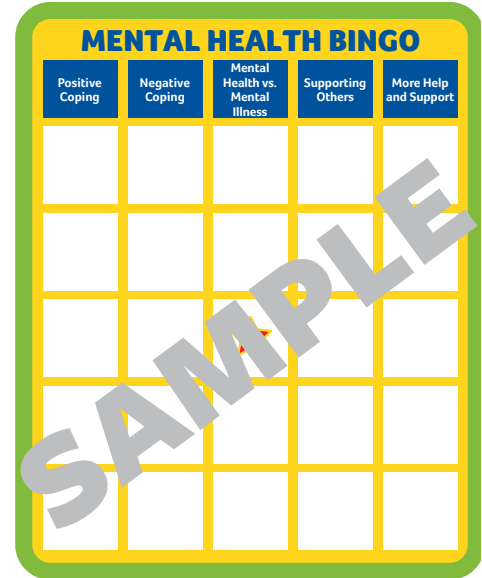 MENTAL HEALTH BINGO
Positive
Coping
Negative
Coping
Mental
Health vs.
Mental
Illness
Supporting
Others
More Help
and Support
SAMPLE